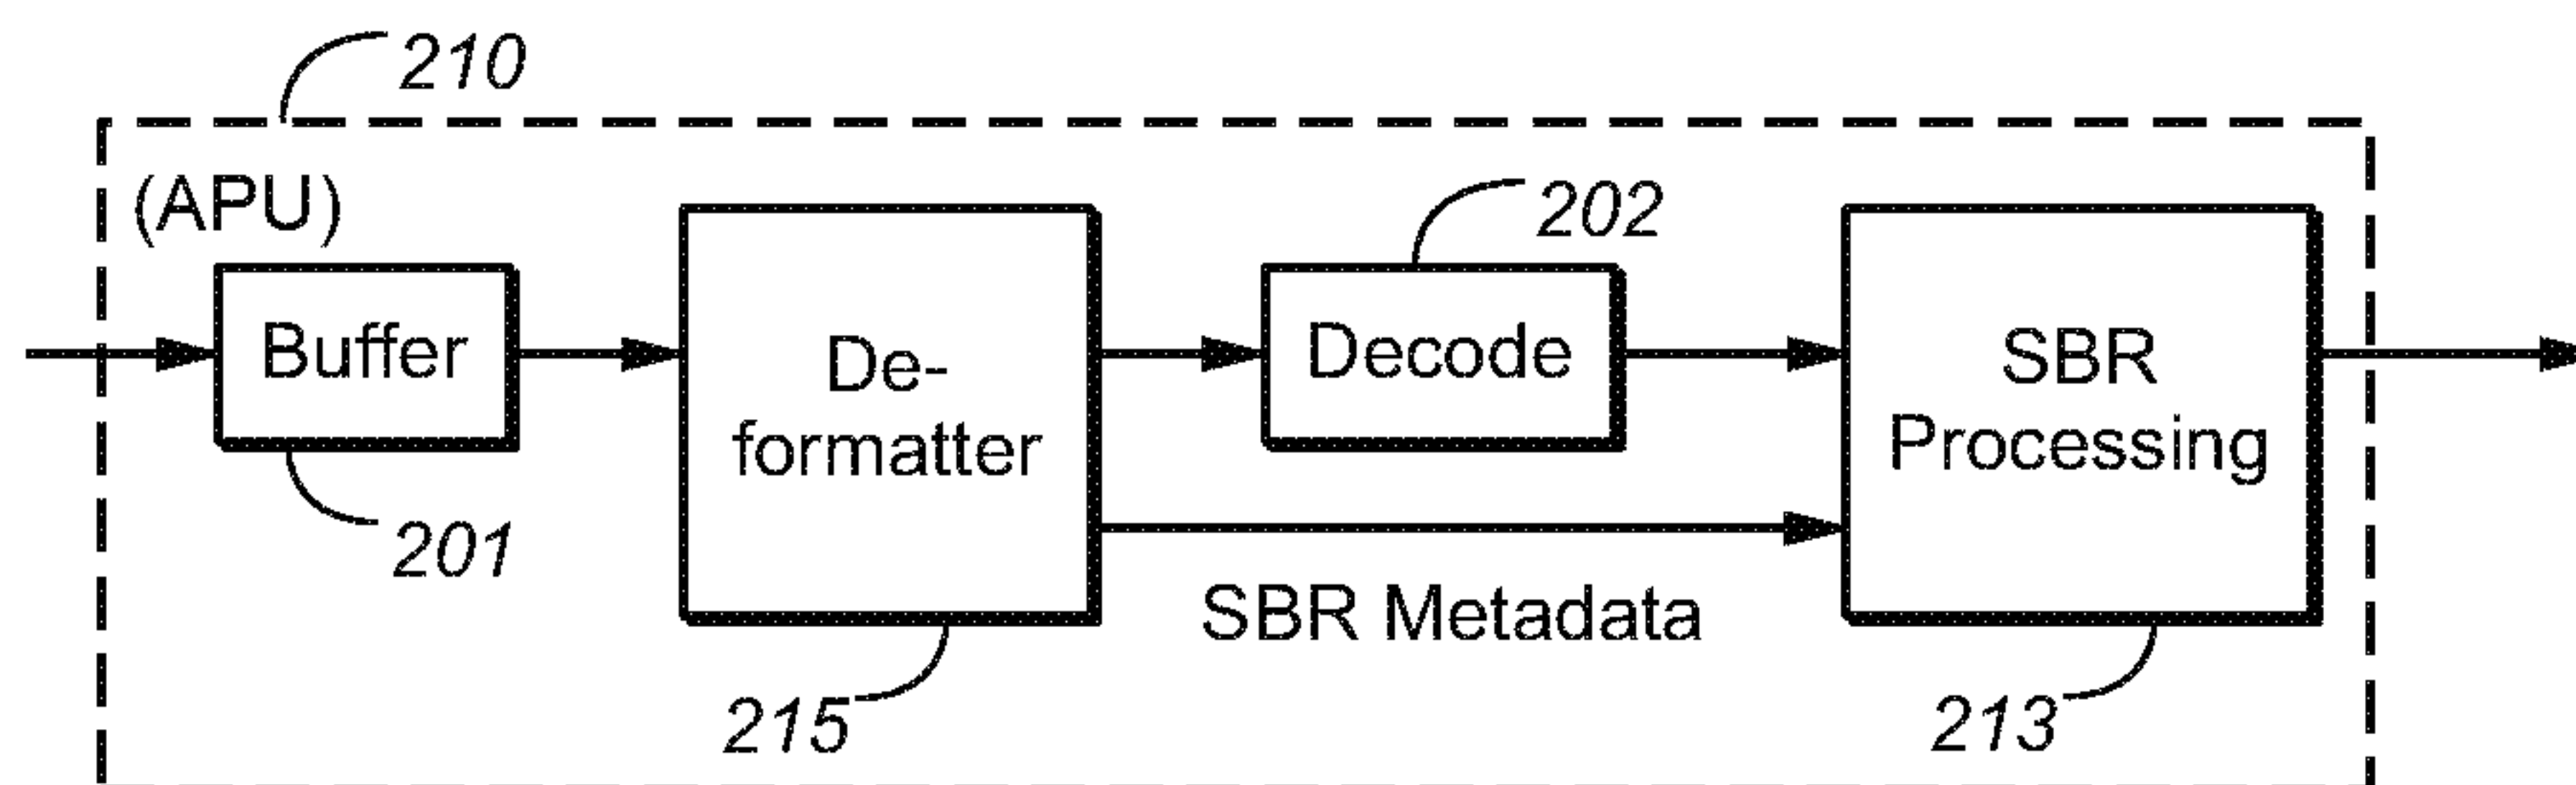 210
(APU)
202
Buffer
De-
formatter
Decode
SBR
Processing
201
SBR Metadata
215
213